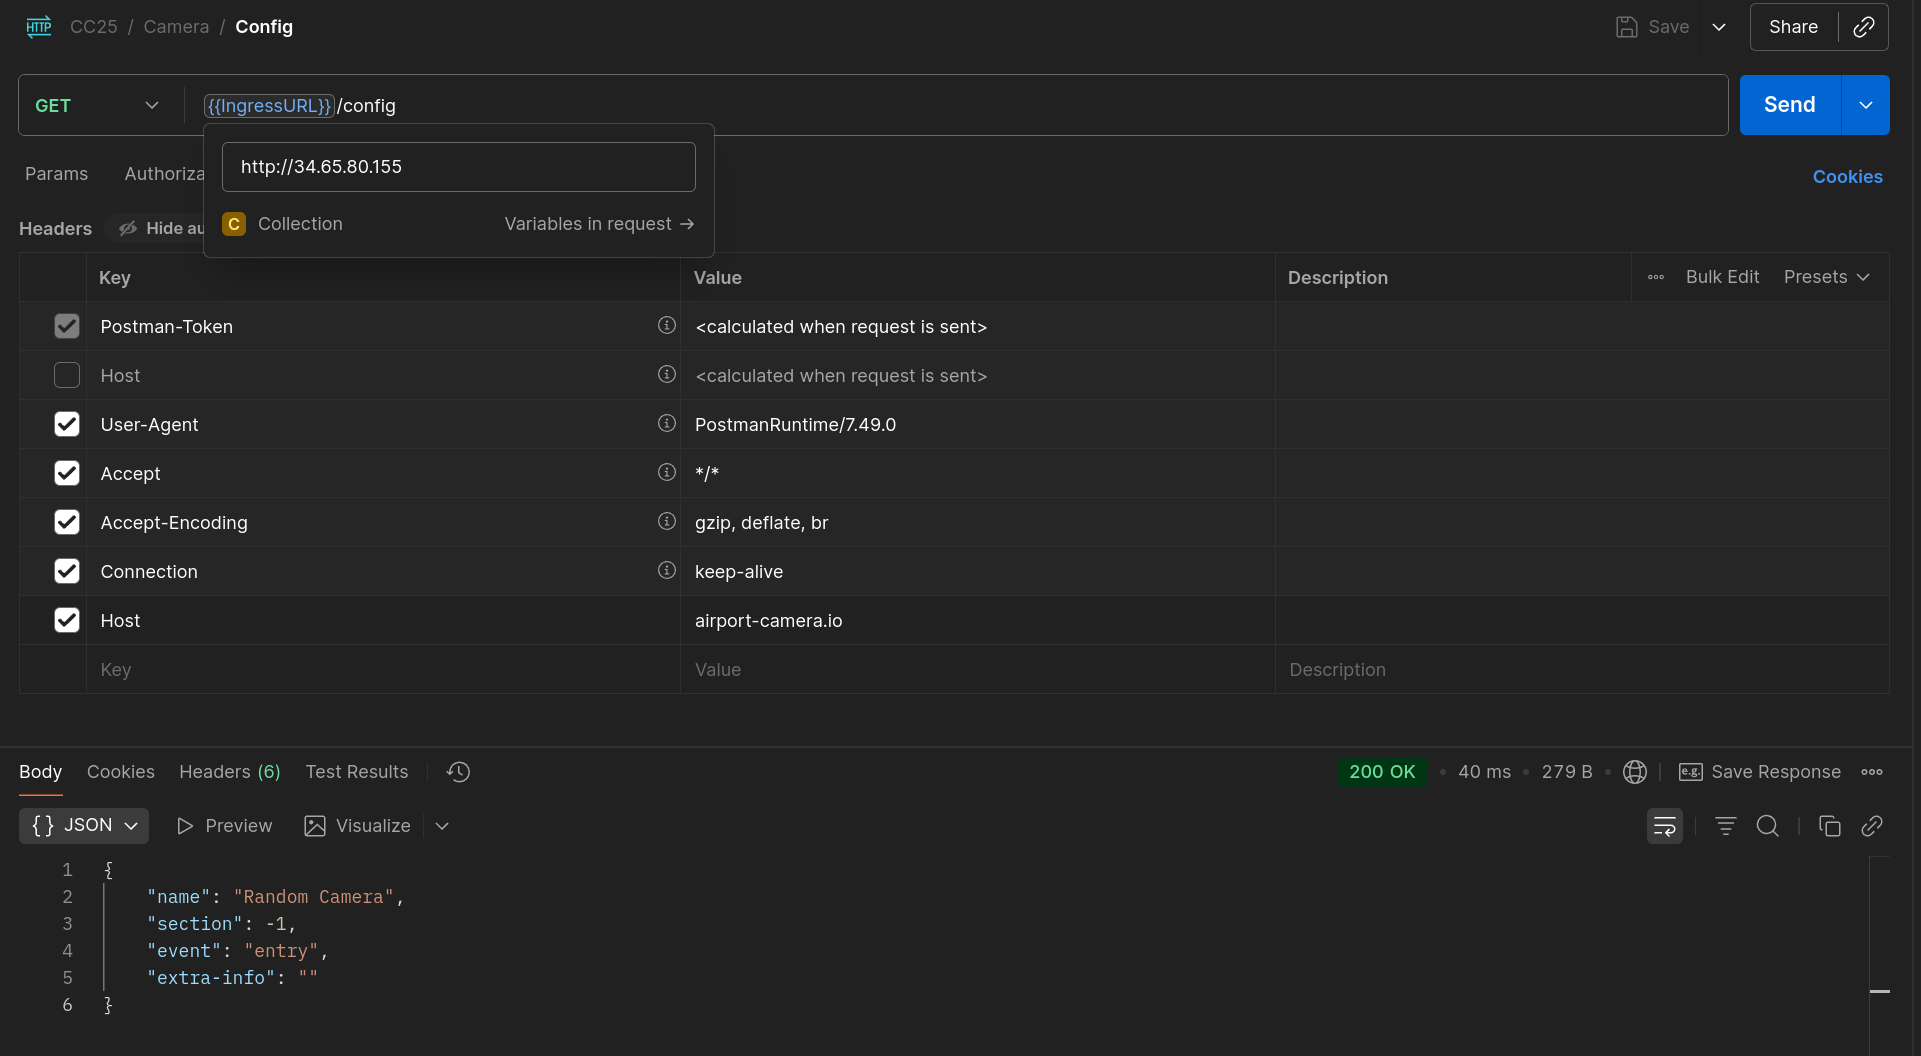 HTTP CC25 / Camera / Config Save Share
GET {{IngressURL}}/config Send
http://34.65.80.155
C Collection Variables in request →
Params Authoriza Cookies
Headers Hide au
Key Value Description Bulk Edit Presets
Postman-Token <calculated when request is sent>
Host <calculated when request is sent>
User-Agent PostmanRuntime/7.49.0
Accept */*
Accept-Encoding gzip, deflate, br
Connection keep-alive
Host airport-camera.io
Key Value Description
Body Cookies Headers (6) Test Results 200 OK • 40 ms • 279 B • e.g. Save Response
{} JSON Preview Visualize
1 {
2 "name": "Random Camera",
3 "section": -1,
4 "event": "entry",
5 "extra-info": ""
6 }